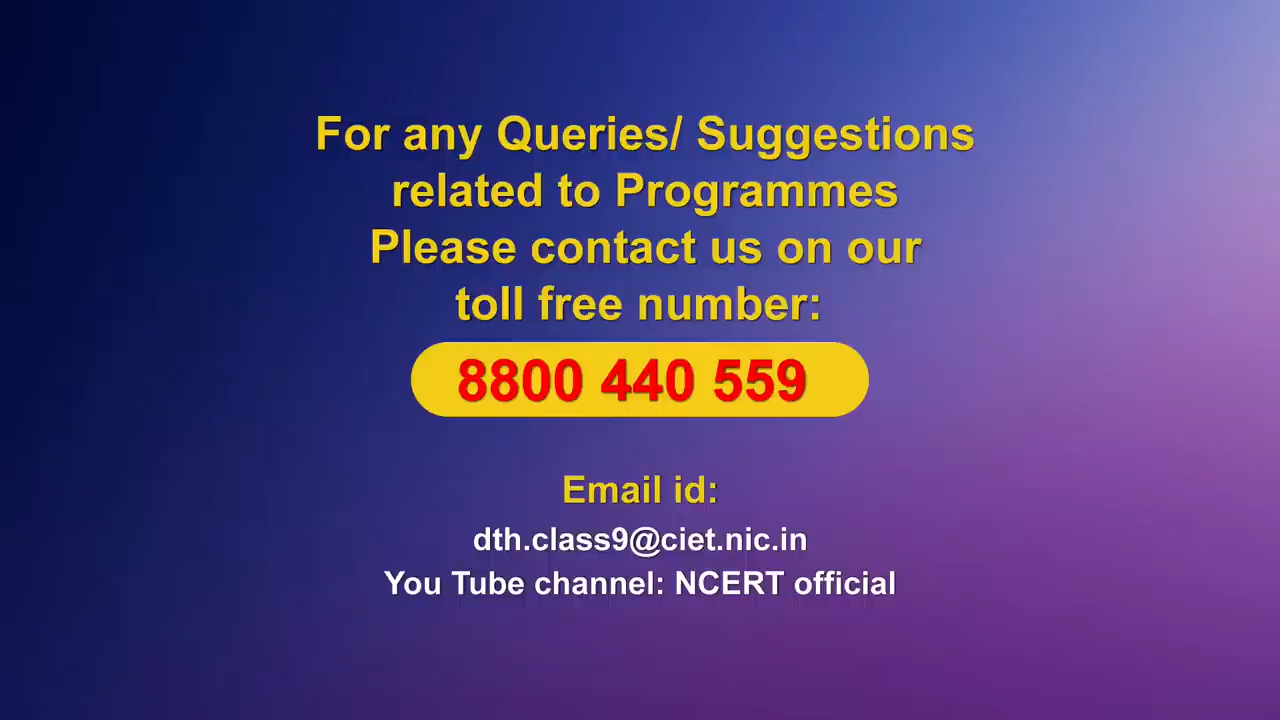 For any Queries/ Suggestions
related to Programmes
Please contact us on our
toll free number:
8800 440 559
Email id:
dth.class9@ciet.nic.in
You Tube channel: NCERT official